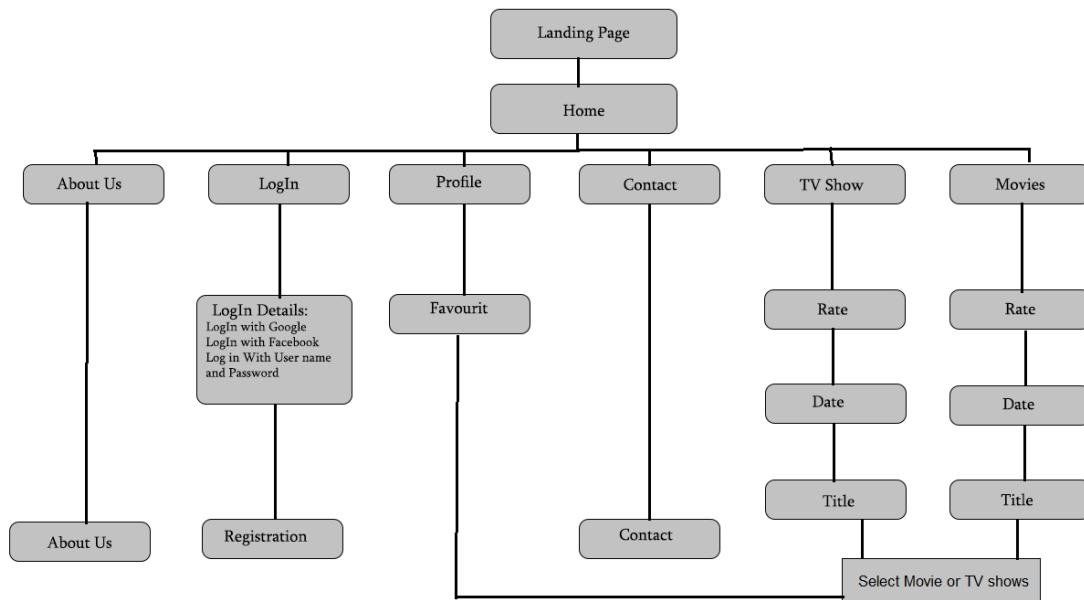 Landing Page
Home
About Us
LogIn
Profile
Contact
TV Show
Movies
LogIn Details:
LogIn with Google
LogIn with Facebook
Log in With User name
and Password
Favourit
Rate
Rate
Date
Date
Title
Title
About Us
Registration
Contact
Select Movie or TV shows